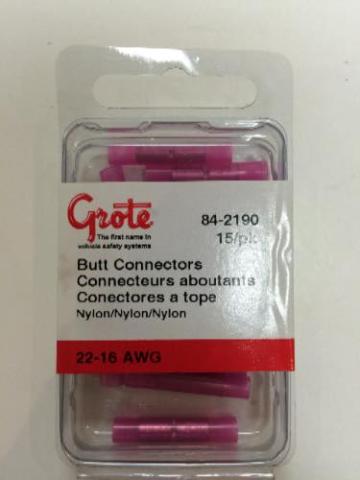 Grote
84-2190
The first name in
vehicle safety systems
15/pk
Butt Connectors
Connecteurs aboutants
Conectores a tope
Nylon/Nylon/Nylon
22-16 AWG